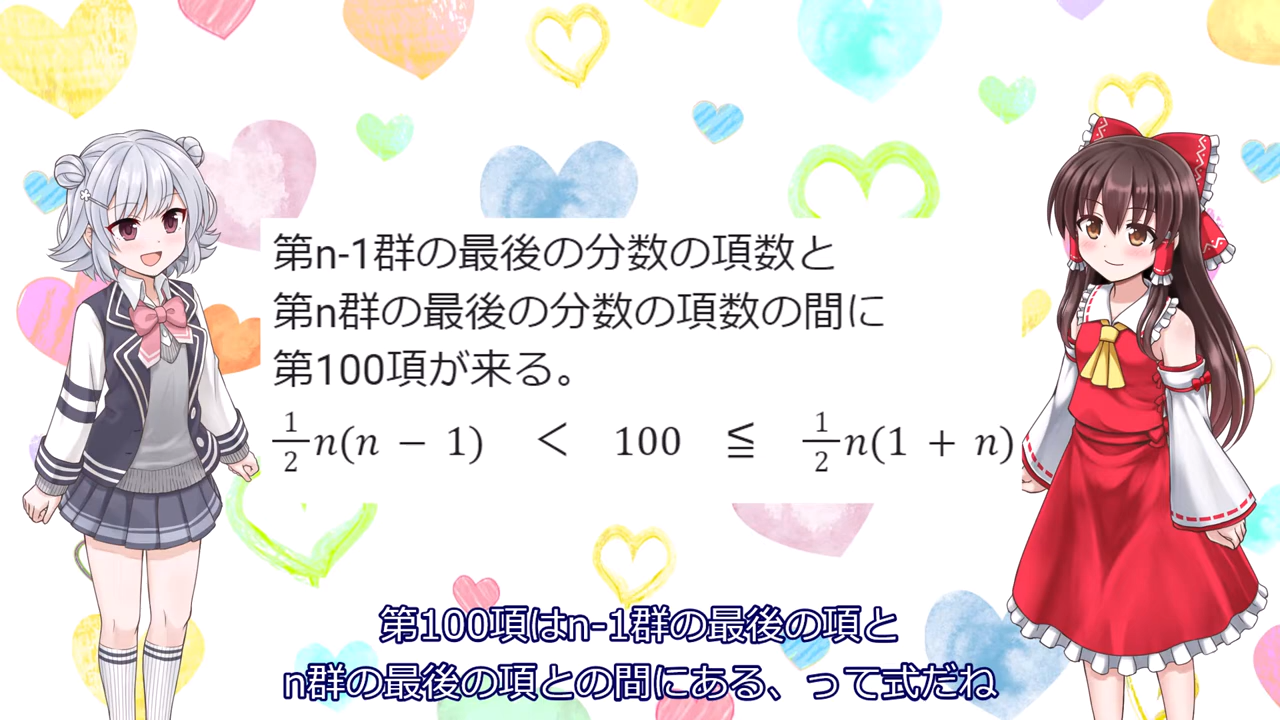 第n-1群の最後の分数の項数と
第n群の最後の分数の項数の間に
第100項が来る。
1/2 n(n − 1) < 100 ≦ 1/2 n(1 + n)
第100項はn-1群の最後の項と
n群の最後の項との間にある、って式だね